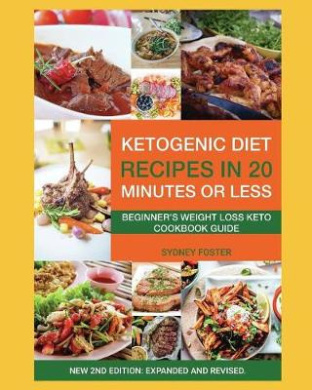 KETOGENIC DIET
RECIPES IN 20
MINUTES OR LESS
BEGINNER'S WEIGHT LOSS KETO
COOKBOOK GUIDE
SYDNEY FOSTER
NEW 2ND EDITION: EXPANDED AND REVISED.